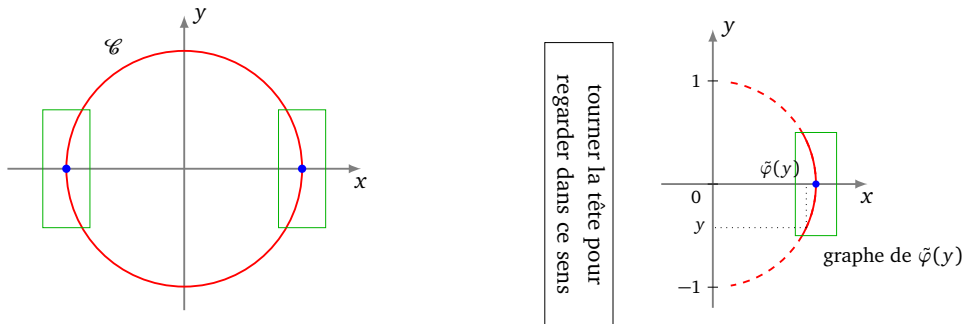 y
𝒞
x
tourner la tête pour
regarder dans ce sens
y
1
φ̃(y)
0
x
y
graphe de φ̃(y)
−1